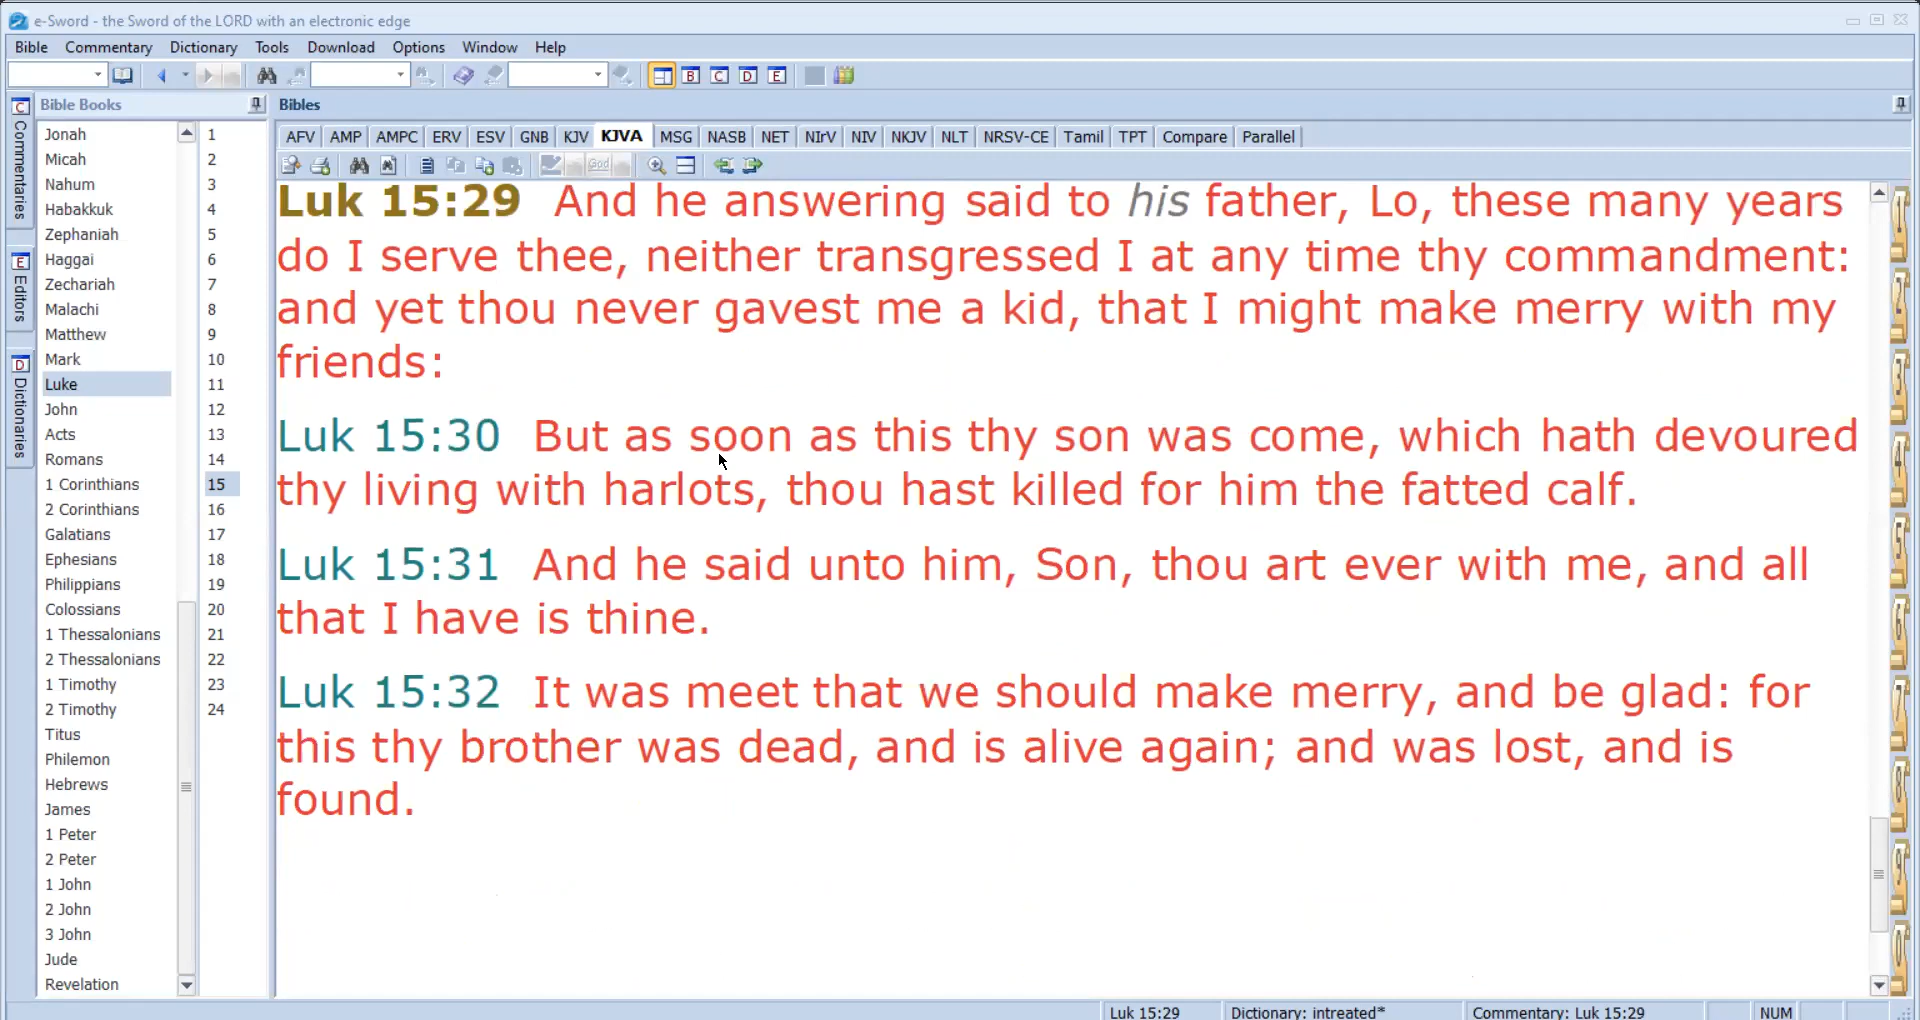 e-Sword - the Sword of the LORD with an electronic edge
Bible Commentary Dictionary Tools Download Options Window Help
B C D E
Bible Books
Bibles
C Commentaries
E Editors
D Dictionaries
Jonah
Micah
Nahum
Habakkuk
Zephaniah
Haggai
Zechariah
Malachi
Matthew
Mark
Luke
John
Acts
Romans
1 Corinthians
2 Corinthians
Galatians
Ephesians
Philippians
Colossians
1 Thessalonians
2 Thessalonians
1 Timothy
2 Timothy
Titus
Philemon
Hebrews
James
1 Peter
2 Peter
1 John
2 John
3 John
Jude
Revelation
1
2
3
4
5
6
7
8
9
10
11
12
13
14
15
16
17
18
19
20
21
22
23
24
AFV AMP AMPC ERV ESV GNB KJV KJVA MSG NASB NET NIrV NIV NKJV NLT NRSV-CE Tamil TPT Compare Parallel
God
Luk 15:29 And he answering said to his father, Lo, these many years
do I serve thee, neither transgressed I at any time thy commandment:
and yet thou never gavest me a kid, that I might make merry with my
friends:
Luk 15:30 But as soon as this thy son was come, which hath devoured
thy living with harlots, thou hast killed for him the fatted calf.
Luk 15:31 And he said unto him, Son, thou art ever with me, and all
that I have is thine.
Luk 15:32 It was meet that we should make merry, and be glad: for
this thy brother was dead, and is alive again; and was lost, and is
found.
1
2
3
4
5
6
7
8
9
0
Luk 15:29 Dictionary: intreated* Commentary: Luk 15:29 NUM